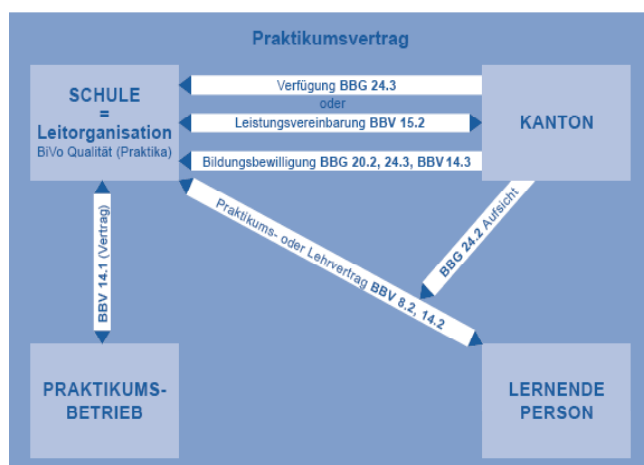 Praktikumsvertrag
SCHULE
=
Leitorganisation
BiVo Qualität (Praktika)
Verfügung BBG 24.3
oder
Leistungsvereinbarung BBV 15.2
Bildungsbewilligung BBG 20.2, 24.3, BBV 14.3
KANTON
Praktikums- oder Lehrvertrag BBV 8.2, 14.2
BBG 24.2 Aufsicht
BBV 14.1 (Vertrag)
PRAKTIKUMS-
BETRIEB
LERNENDE
PERSON